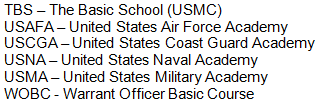 TBS – The Basic School (USMC)
USAFA – United States Air Force Academy
USCGA – United States Coast Guard Academy
USNA – United States Naval Academy
USMA – United States Military Academy
WOBC - Warrant Officer Basic Course